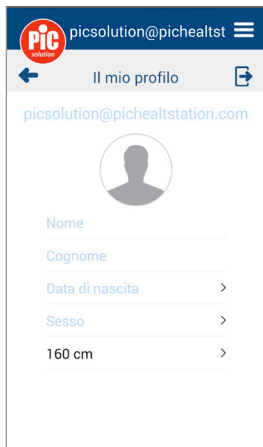 PiC
solution
picsolution@pichealtst
Il mio profilo
picsolution@pichealtstation.com
Nome
Cognome
Data di nascita
Sesso
160 cm